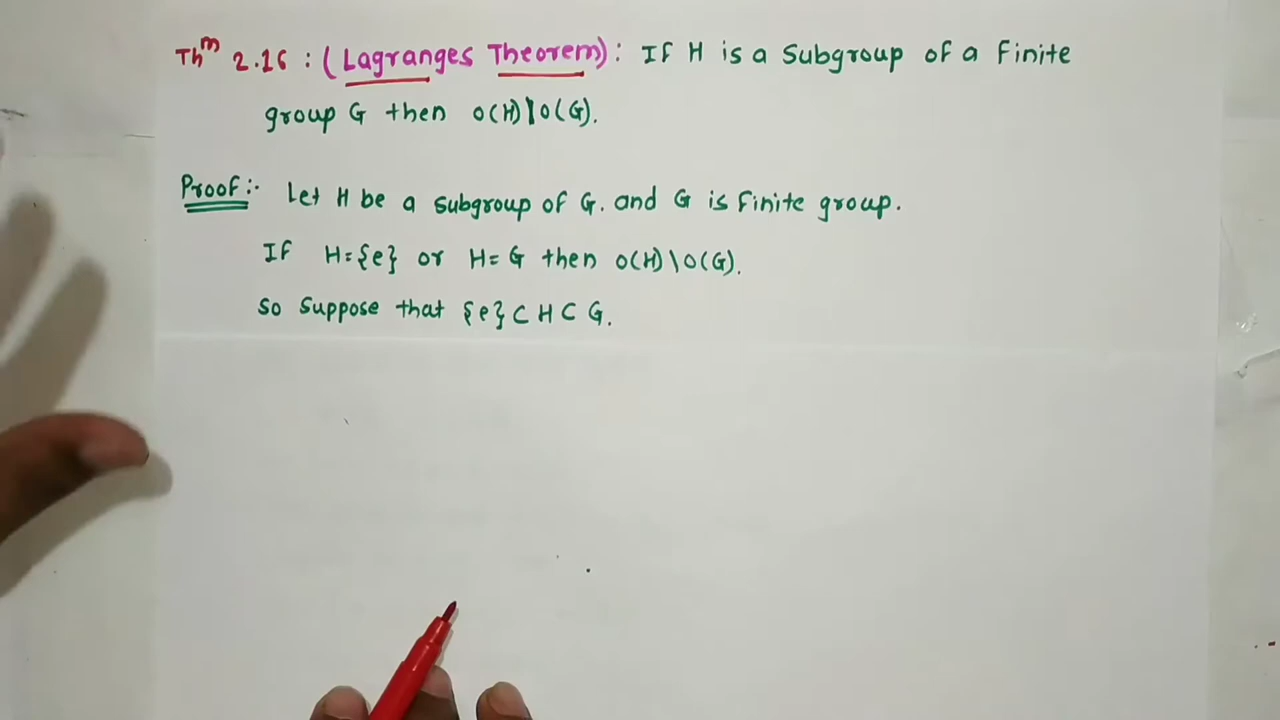 Thm 2.16 : (Lagranges Theorem): If H is a Subgroup of a Finite
group G then o(H)\o(G).
Proof:- Let H be a subgroup of G. and G is finite group.
If H={e} or H=G then o(H)\o(G).
So Suppose that {e}⊂H⊂G.